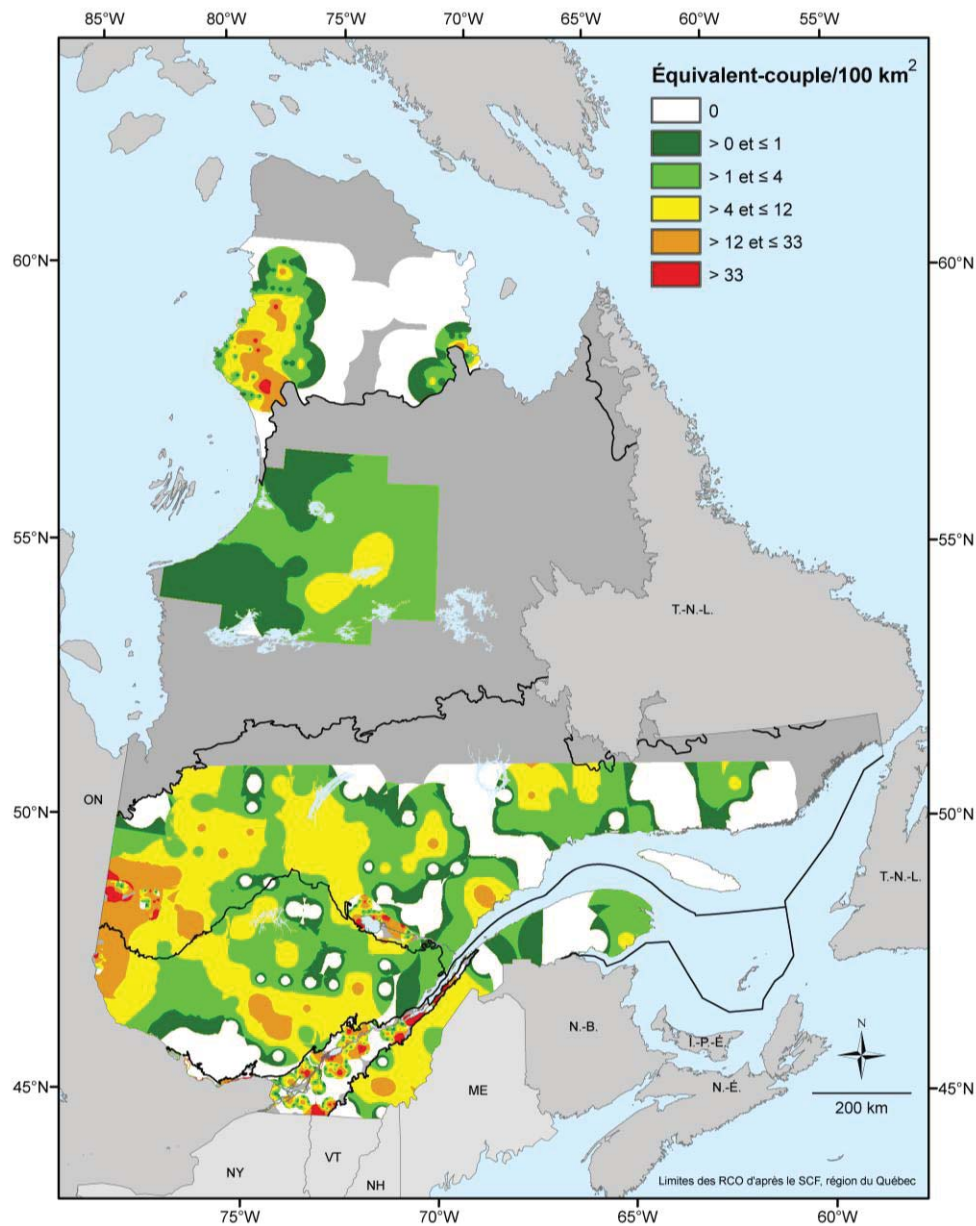 85°W 80°W 75°W 70°W 65°W 60°W 55°W
Équivalent-couple/100 km²
0
> 0 et ≤ 1
> 1 et ≤ 4
> 4 et ≤ 12
> 12 et ≤ 33
> 33
60°N 60°N
55°N 55°N
T.-N.-L.
ON
50°N 50°N
T.-N.-L.
N.-B.
Î.-P.-É.
N
ME
N.-É.
45°N 45°N
200 km
NY
VT
NH
Limites des RCO d'après le SCF, région du Québec
75°W 70°W 65°W 60°W